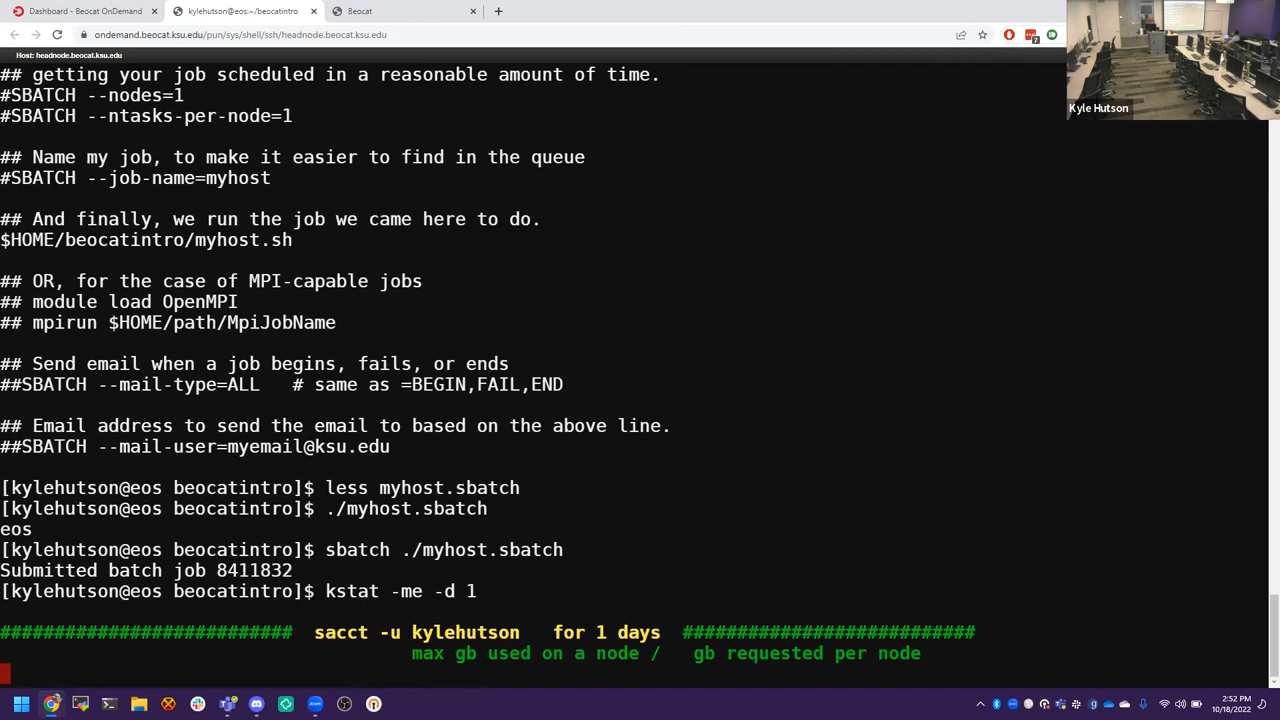 Dashboard - Beocat OnDemand
kylehutson@eos:~/beocatintro
Beocat
ondemand.beocat.ksu.edu/pun/sys/shell/ssh/headnode.beocat.ksu.edu
7
Host: headnode.beocat.ksu.edu
Kyle Hutson
## getting your job scheduled in a reasonable amount of time.
#SBATCH --nodes=1
#SBATCH --ntasks-per-node=1
## Name my job, to make it easier to find in the queue
#SBATCH --job-name=myhost
## And finally, we run the job we came here to do.
$HOME/beocatintro/myhost.sh
## OR, for the case of MPI-capable jobs
## module load OpenMPI
## mpirun $HOME/path/MpiJobName
## Send email when a job begins, fails, or ends
##SBATCH --mail-type=ALL   # same as =BEGIN,FAIL,END
## Email address to send the email to based on the above line.
##SBATCH --mail-user=myemail@ksu.edu
[kylehutson@eos beocatintro]$ less myhost.sbatch
[kylehutson@eos beocatintro]$ ./myhost.sbatch
eos
[kylehutson@eos beocatintro]$ sbatch ./myhost.sbatch
Submitted batch job 8411832
[kylehutson@eos beocatintro]$ kstat -me -d 1
########################### sacct -u kylehutson   for 1 days ###########################
max gb used on a node /   gb requested per node
2:52 PM
10/18/2022